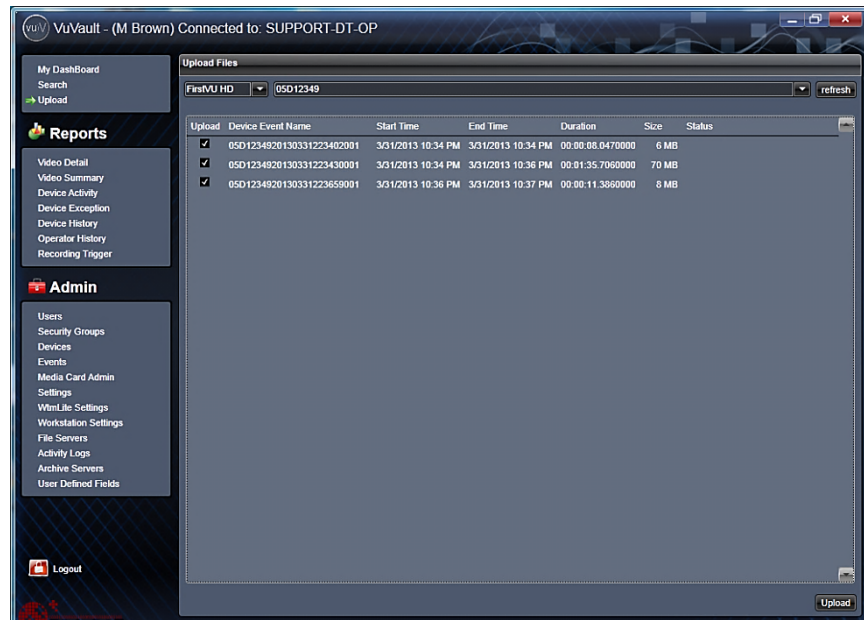 vu|V VuVault - (M Brown) Connected to: SUPPORT-DT-OP
My DashBoard
Search
Upload
Reports
Video Detail
Video Summary
Device Activity
Device Exception
Device History
Operator History
Recording Trigger
Admin
Users
Security Groups
Devices
Events
Media Card Admin
Settings
WtmLite Settings
Workstation Settings
File Servers
Activity Logs
Archive Servers
User Defined Fields
Logout
Upload Files
FirstVU HD 05D12349 refresh
Upload Device Event Name Start Time End Time Duration Size Status
05D1234920130331223402001 3/31/2013 10:34 PM 3/31/2013 10:34 PM 00:00:08.0470000 6 MB
05D1234920130331223430001 3/31/2013 10:34 PM 3/31/2013 10:36 PM 00:01:35.7060000 70 MB
05D1234920130331223659001 3/31/2013 10:36 PM 3/31/2013 10:37 PM 00:00:11.3860000 8 MB
Upload